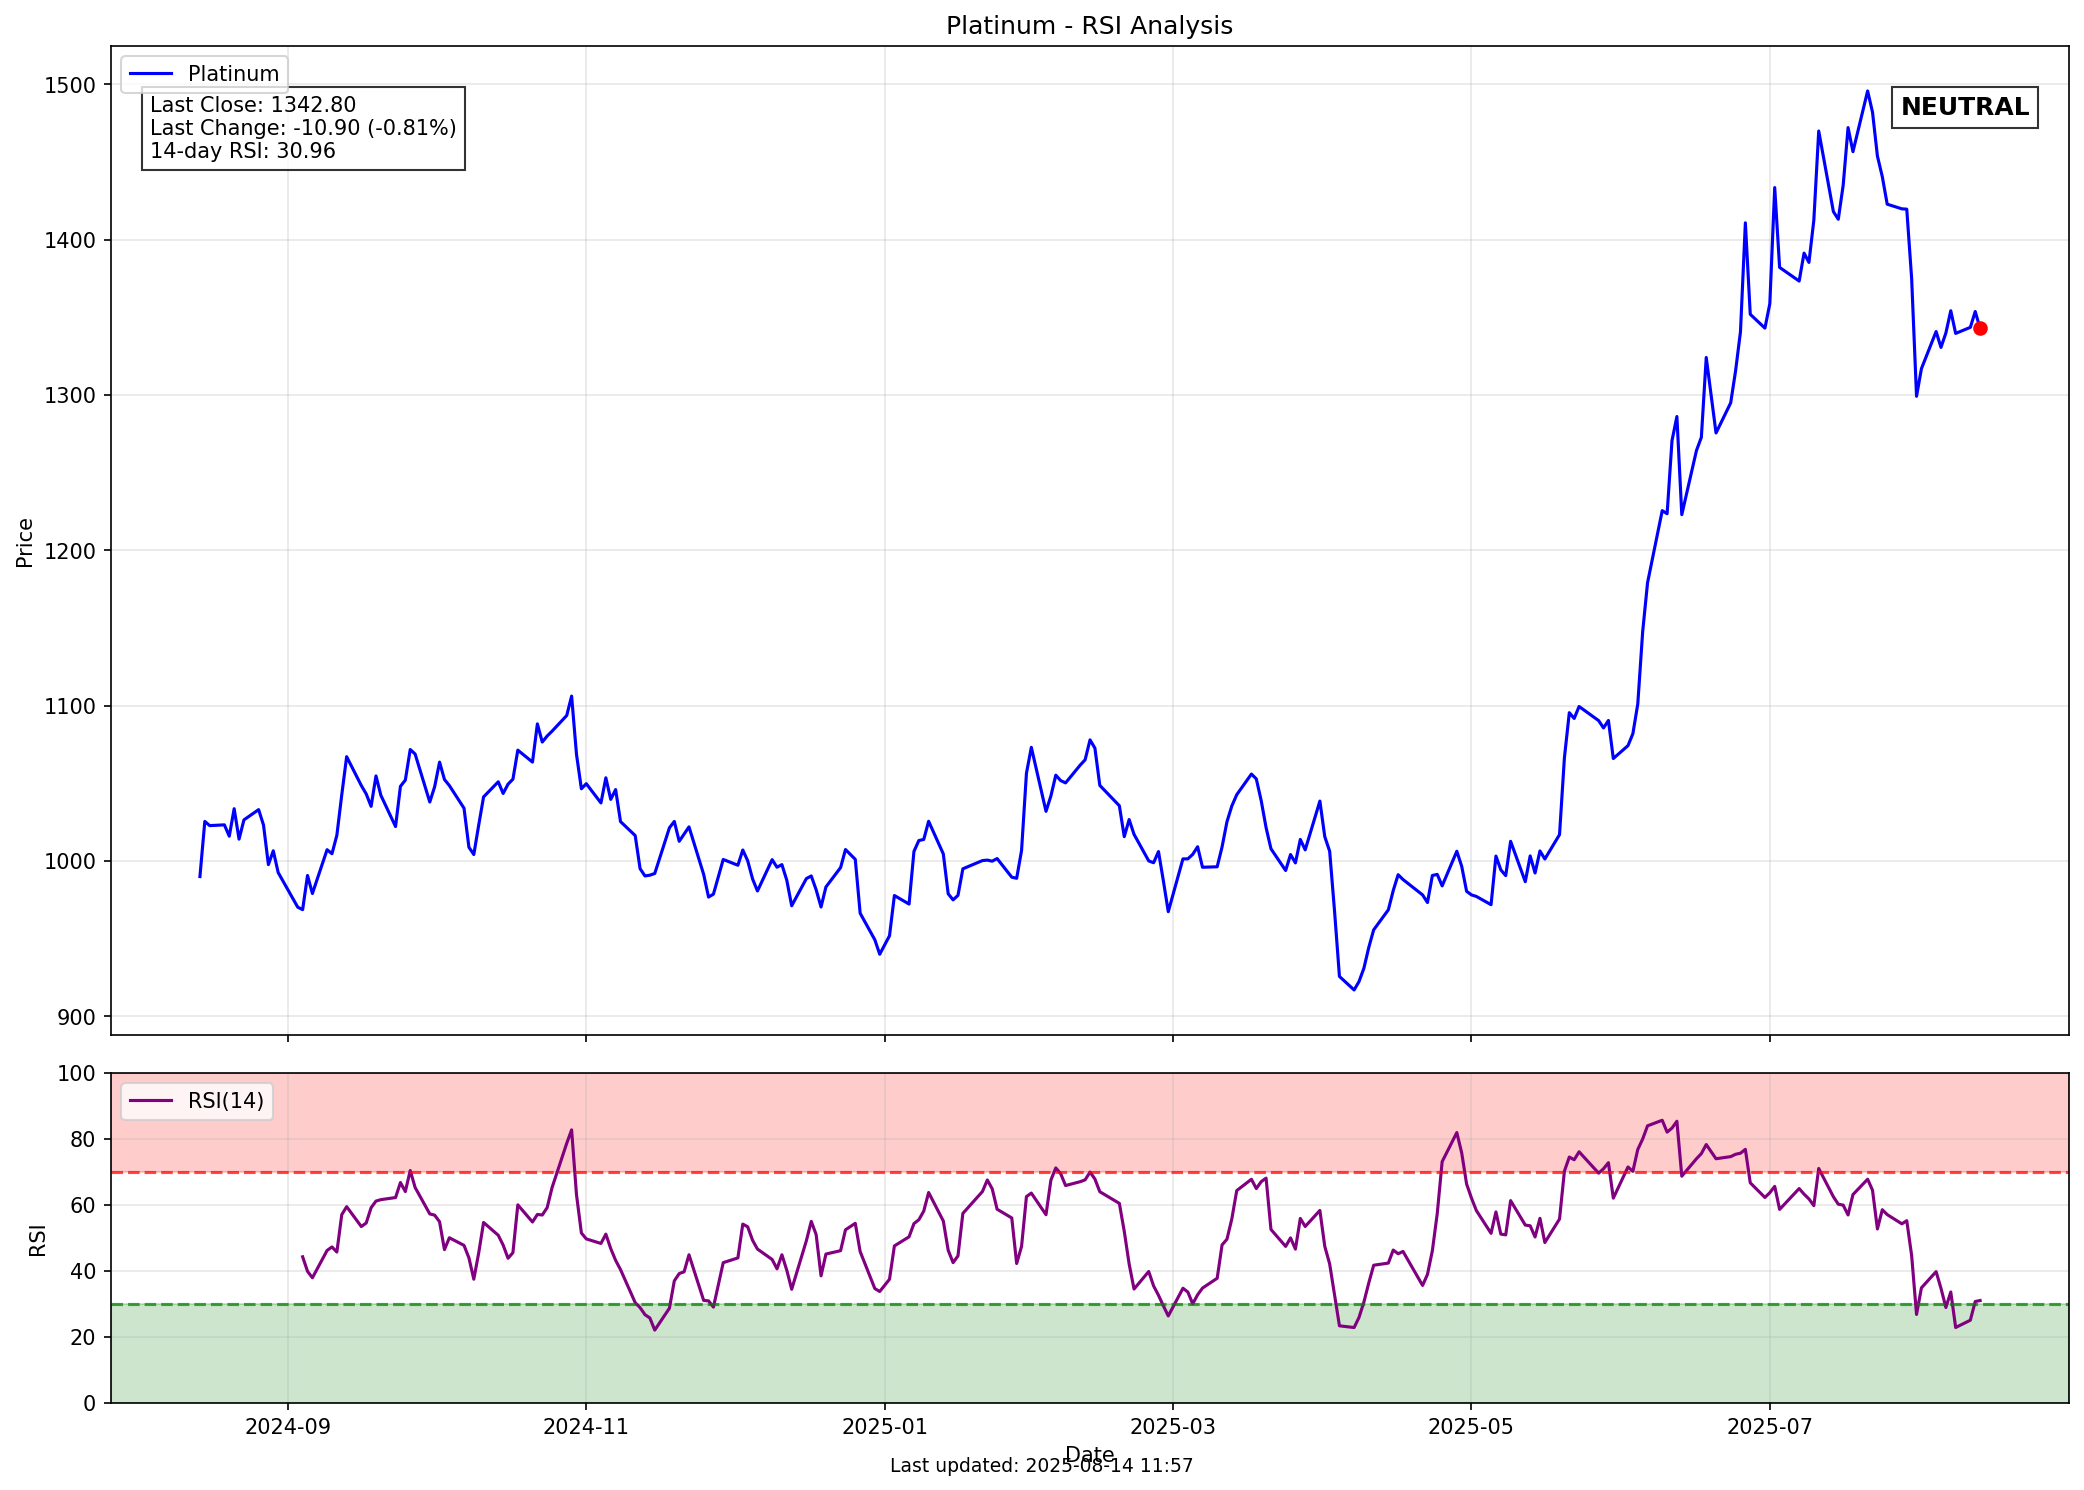 Platinum - RSI Analysis
Platinum
Last Close: 1342.80
Last Change: -10.90 (-0.81%)
14-day RSI: 30.96
NEUTRAL
1500
1400
1300
1200
1100
1000
900
Price
RSI(14)
100
80
60
40
20
0
RSI
2024-09
2024-11
2025-01
2025-03
2025-05
2025-07
Date
Last updated: 2025-08-14 11:57